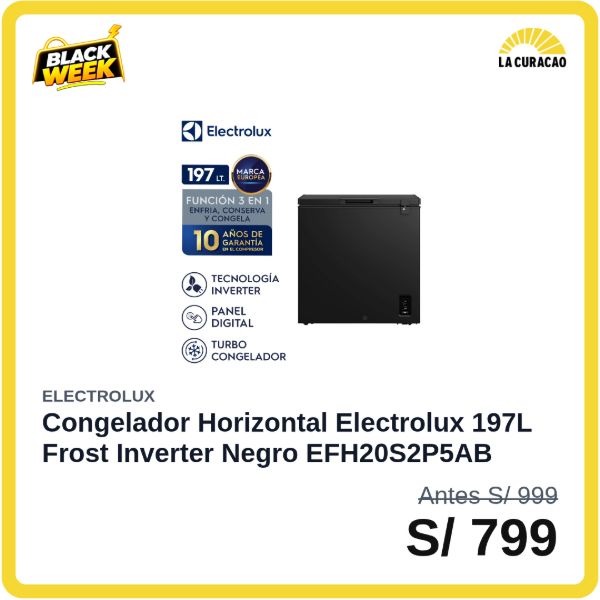 BLACK
WEEK
LA CURACAO
Electrolux
197 LT.
MARCA
EUROPEA
FUNCIÓN 3 EN 1
ENFRIA, CONSERVA
Y CONGELA
10 AÑOS DE
GARANTÍA
EN EL COMPRESOR
TECNOLOGÍA
INVERTER
PANEL
DIGITAL
TURBO
CONGELADOR
ELECTROLUX
Congelador Horizontal Electrolux 197L
Frost Inverter Negro EFH20S2P5AB
Antes S/ 999
S/ 799